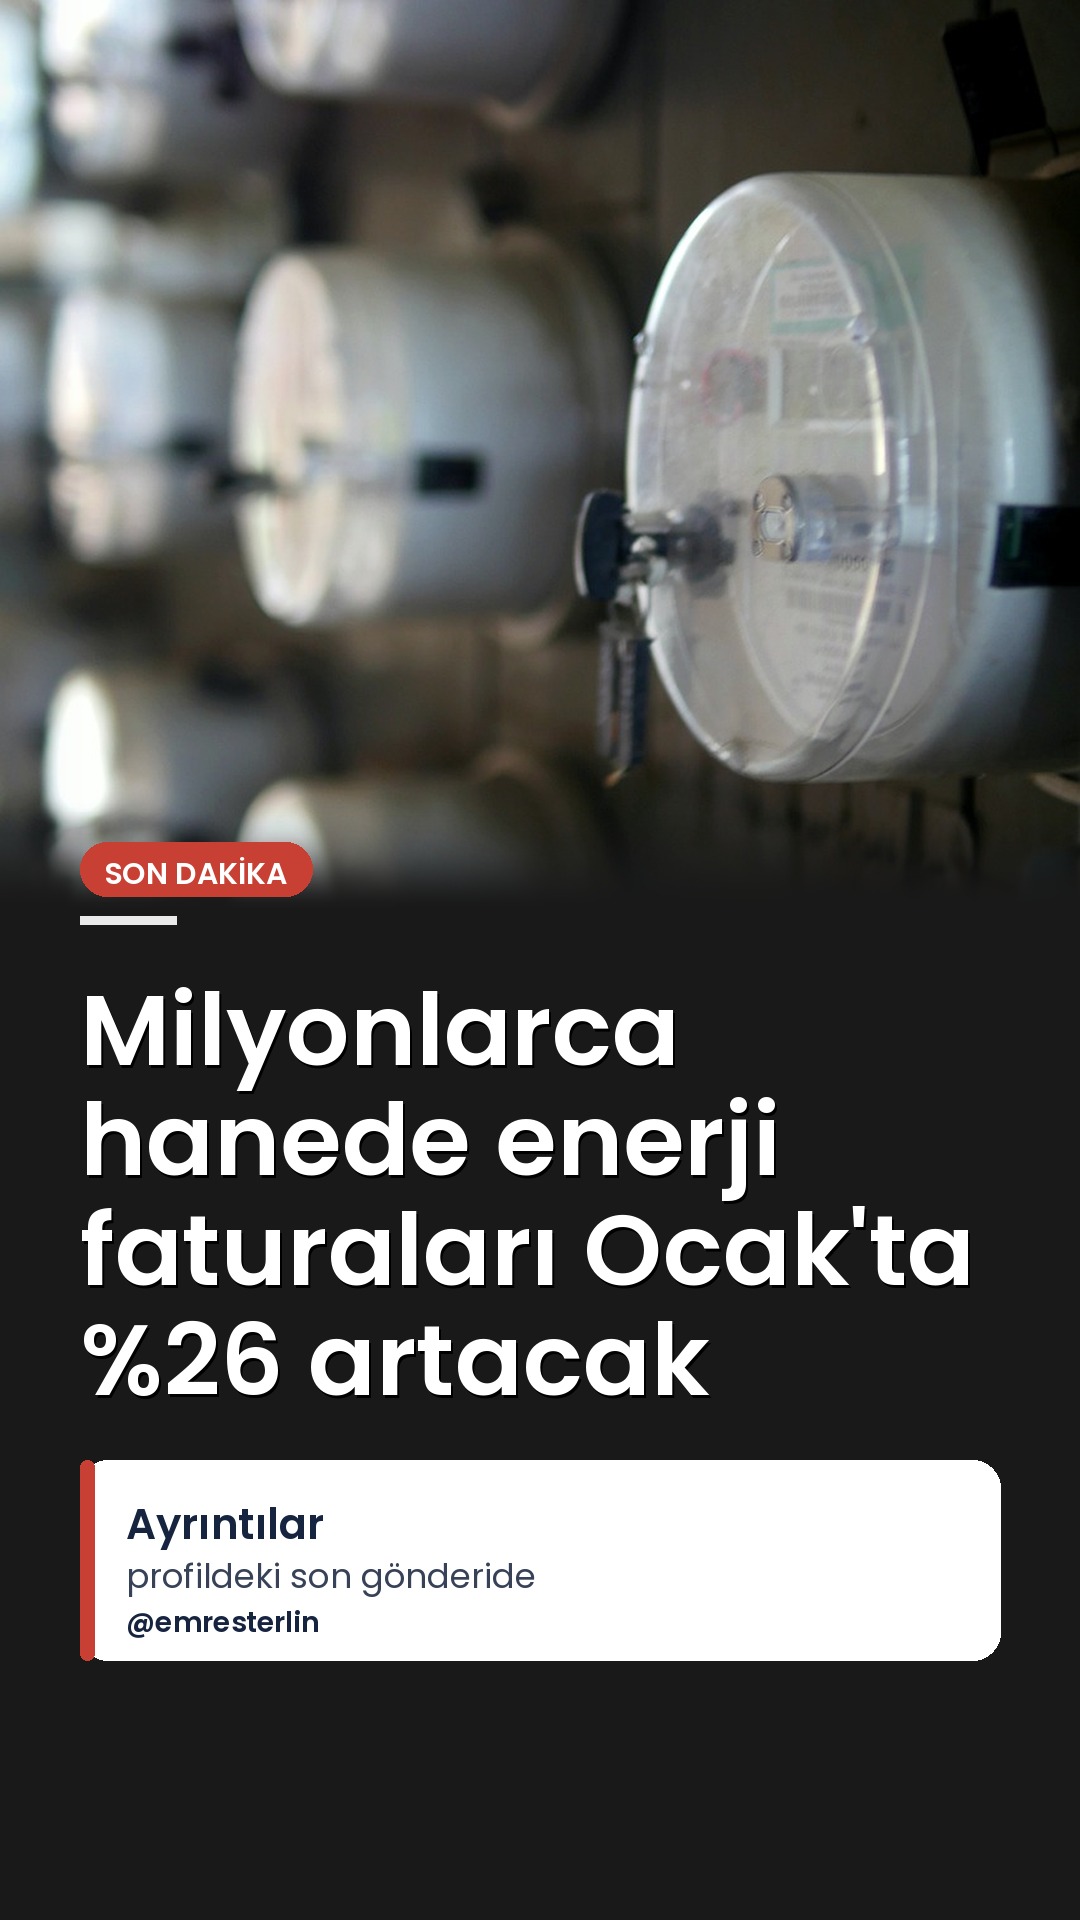 SON DAKİKA
Milyonlarca
hanede enerji
faturaları Ocak'ta
%26 artacak
Ayrıntılar
profildeki son gönderide
@emresterlin